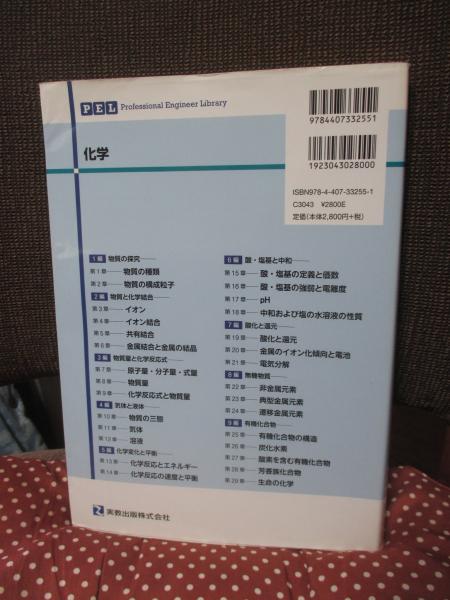 PEL Professional Engineer Library
化学
9784407332551
1923043028000
ISBN978-4-407-33255-1
C3043 ¥2800E
定価(本体2,800円+税)
1編 物質の探究
第1章 物質の種類
第2章 物質の構成粒子
2編 物質と化学結合
第3章 イオン
第4章 イオン結合
第5章 共有結合
第6章 金属結合と金属の結晶
3編 物質量と化学反応式
第7章 原子量・分子量・式量
第8章 物質量
第9章 化学反応式と物質量
4編 気体と液体
第10章 物質の三態
第11章 気体
第12章 溶液
5編 化学変化と平衡
第13章 化学反応とエネルギー
第14章 化学反応の速度と平衡
6編 酸・塩基と中和
第15章 酸・塩基の定義と価数
第16章 酸・塩基の強弱と電離度
第17章 pH
第18章 中和および塩の水溶液の性質
7編 酸化と還元
第19章 酸化と還元
第20章 金属のイオン化傾向と電池
第21章 電気分解
8編 無機物質
第22章 非金属元素
第23章 典型金属元素
第24章 遷移金属元素
9編 有機化合物
第25章 有機化合物の構造
第26章 炭化水素
第27章 酸素を含む有機化合物
第28章 芳香族化合物
第29章 生命の化学
実教出版株式会社